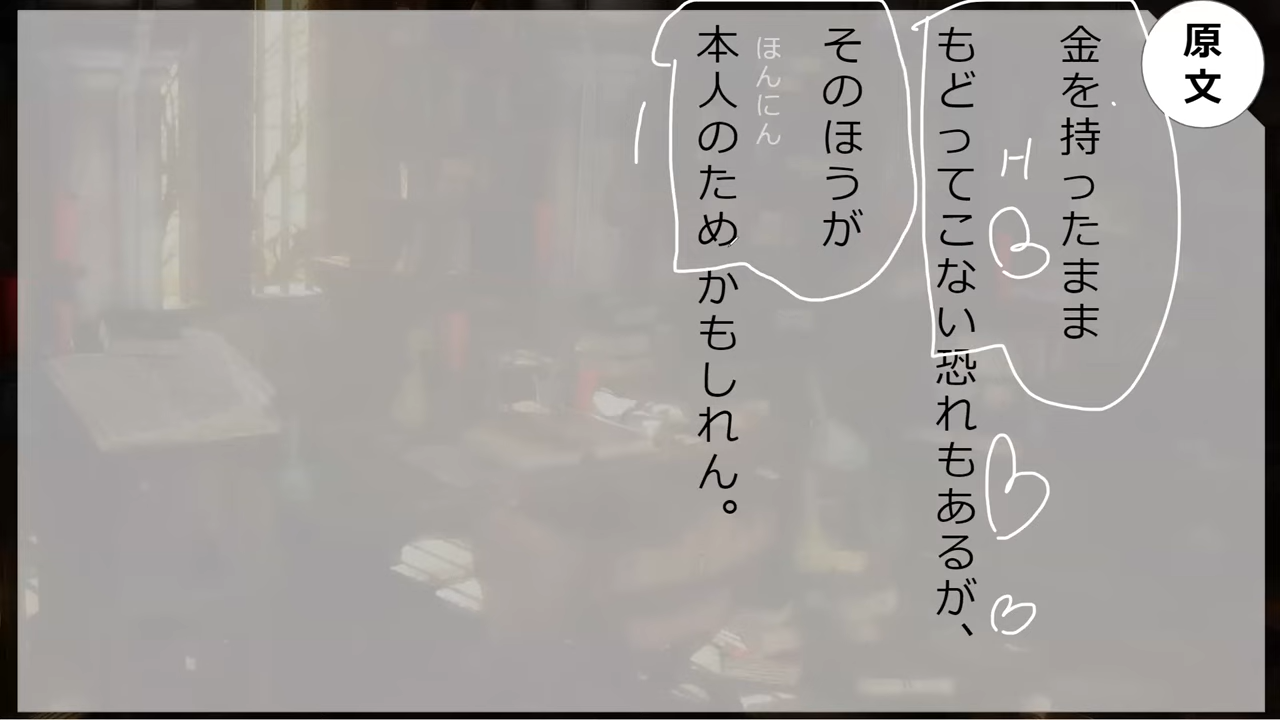 原文
金を持ったまま
もどってこない恐れもあるが、
そのほうが
ほんにん
本人のためかもしれん。